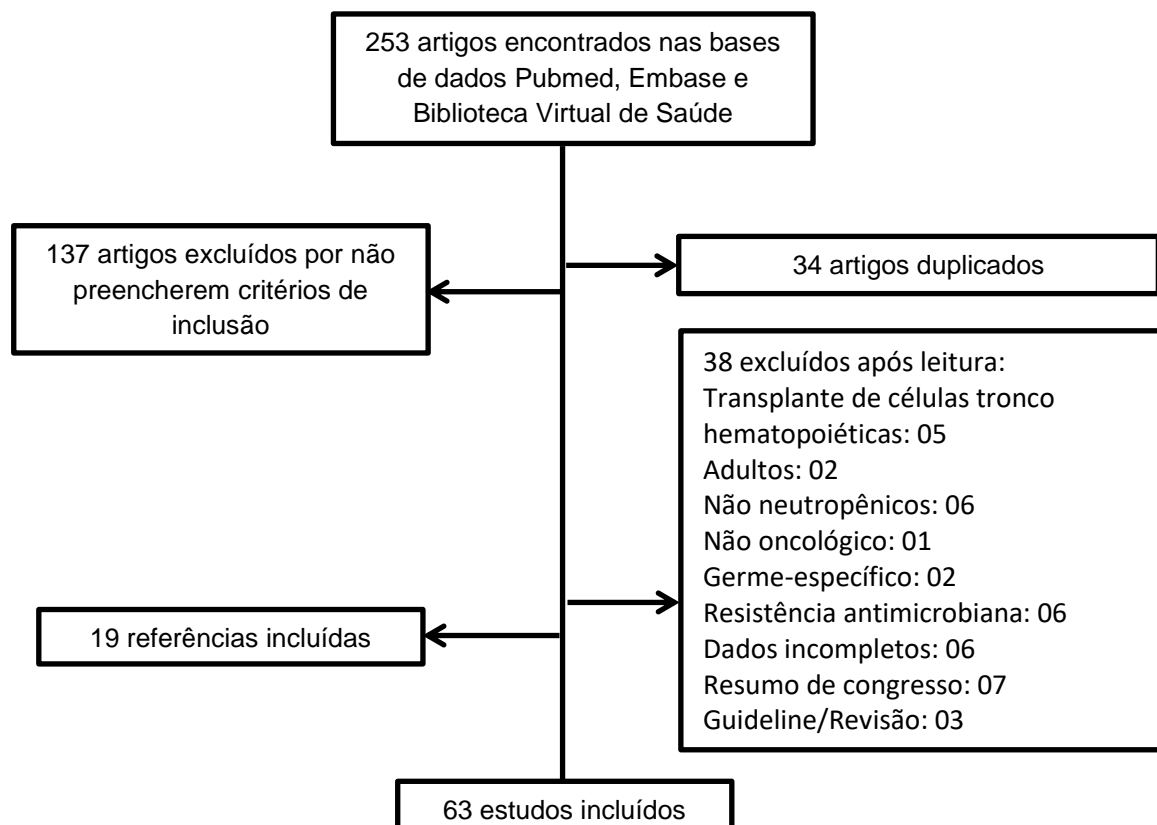 253 artigos encontrados nas bases
de dados Pubmed, Embase e
Biblioteca Virtual de Saúde
137 artigos excluídos por não
preencherem critérios de
inclusão
34 artigos duplicados
38 excluídos após leitura:
Transplante de células tronco
hematopoiéticas: 05
Adultos: 02
Não neutropênicos: 06
Não oncológico: 01
Germe-específico: 02
Resistência antimicrobiana: 06
Dados incompletos: 06
Resumo de congresso: 07
Guideline/Revisão: 03
19 referências incluídas
63 estudos incluídos